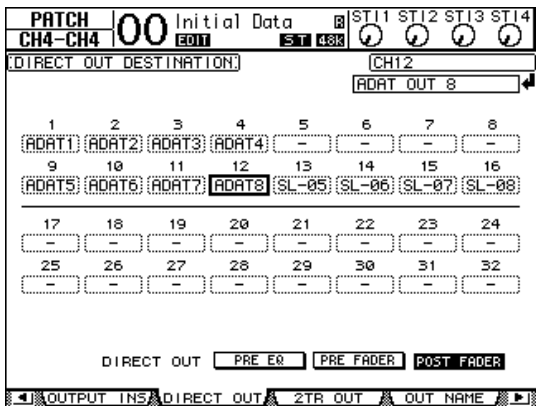 PATCH
CH4-CH4
00 Initial Data R
EDIT ST 48k
ST1 ST2 ST3 ST4
DIRECT OUT DESTINATION
CH12
ADAT OUT 8
1 2 3 4 5 6 7 8
ADAT1 ADAT2 ADAT3 ADAT4 - - - -
9 10 11 12 13 14 15 16
ADAT5 ADAT6 ADAT7 ADAT8 SL-05 SL-06 SL-07 SL-08
17 18 19 20 21 22 23 24
- - - - - - - -
25 26 27 28 29 30 31 32
- - - - - - - -
DIRECT OUT PRE EQ PRE FADER POST FADER
OUTPUT INS DIRECT OUT 2TR OUT OUT NAME